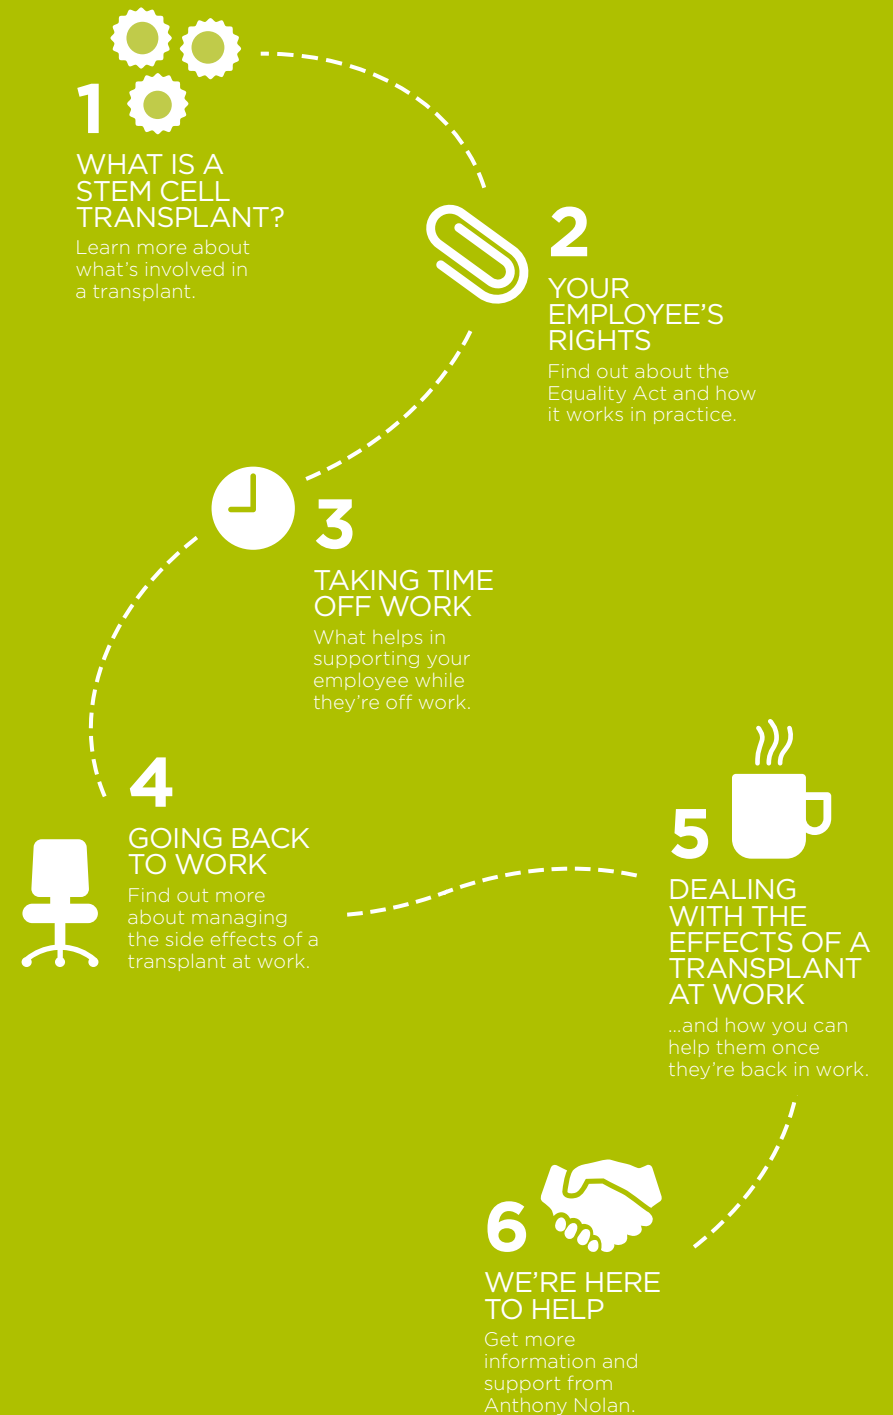 1
WHAT IS A
STEM CELL
TRANSPLANT?
Learn more about
what’s involved in
a transplant.
2
YOUR
EMPLOYEE’S
RIGHTS
Find out about the
Equality Act and how
it works in practice.
3
TAKING TIME
OFF WORK
What helps in
supporting your
employee while
they’re off work.
4
GOING BACK
TO WORK
Find out more
about managing
the side effects of a
transplant at work.
5
DEALING
WITH THE
EFFECTS OF A
TRANSPLANT
AT WORK
...and how you can
help them once
they’re back in work.
6
WE’RE HERE
TO HELP
Get more
information and
support from
Anthony Nolan.